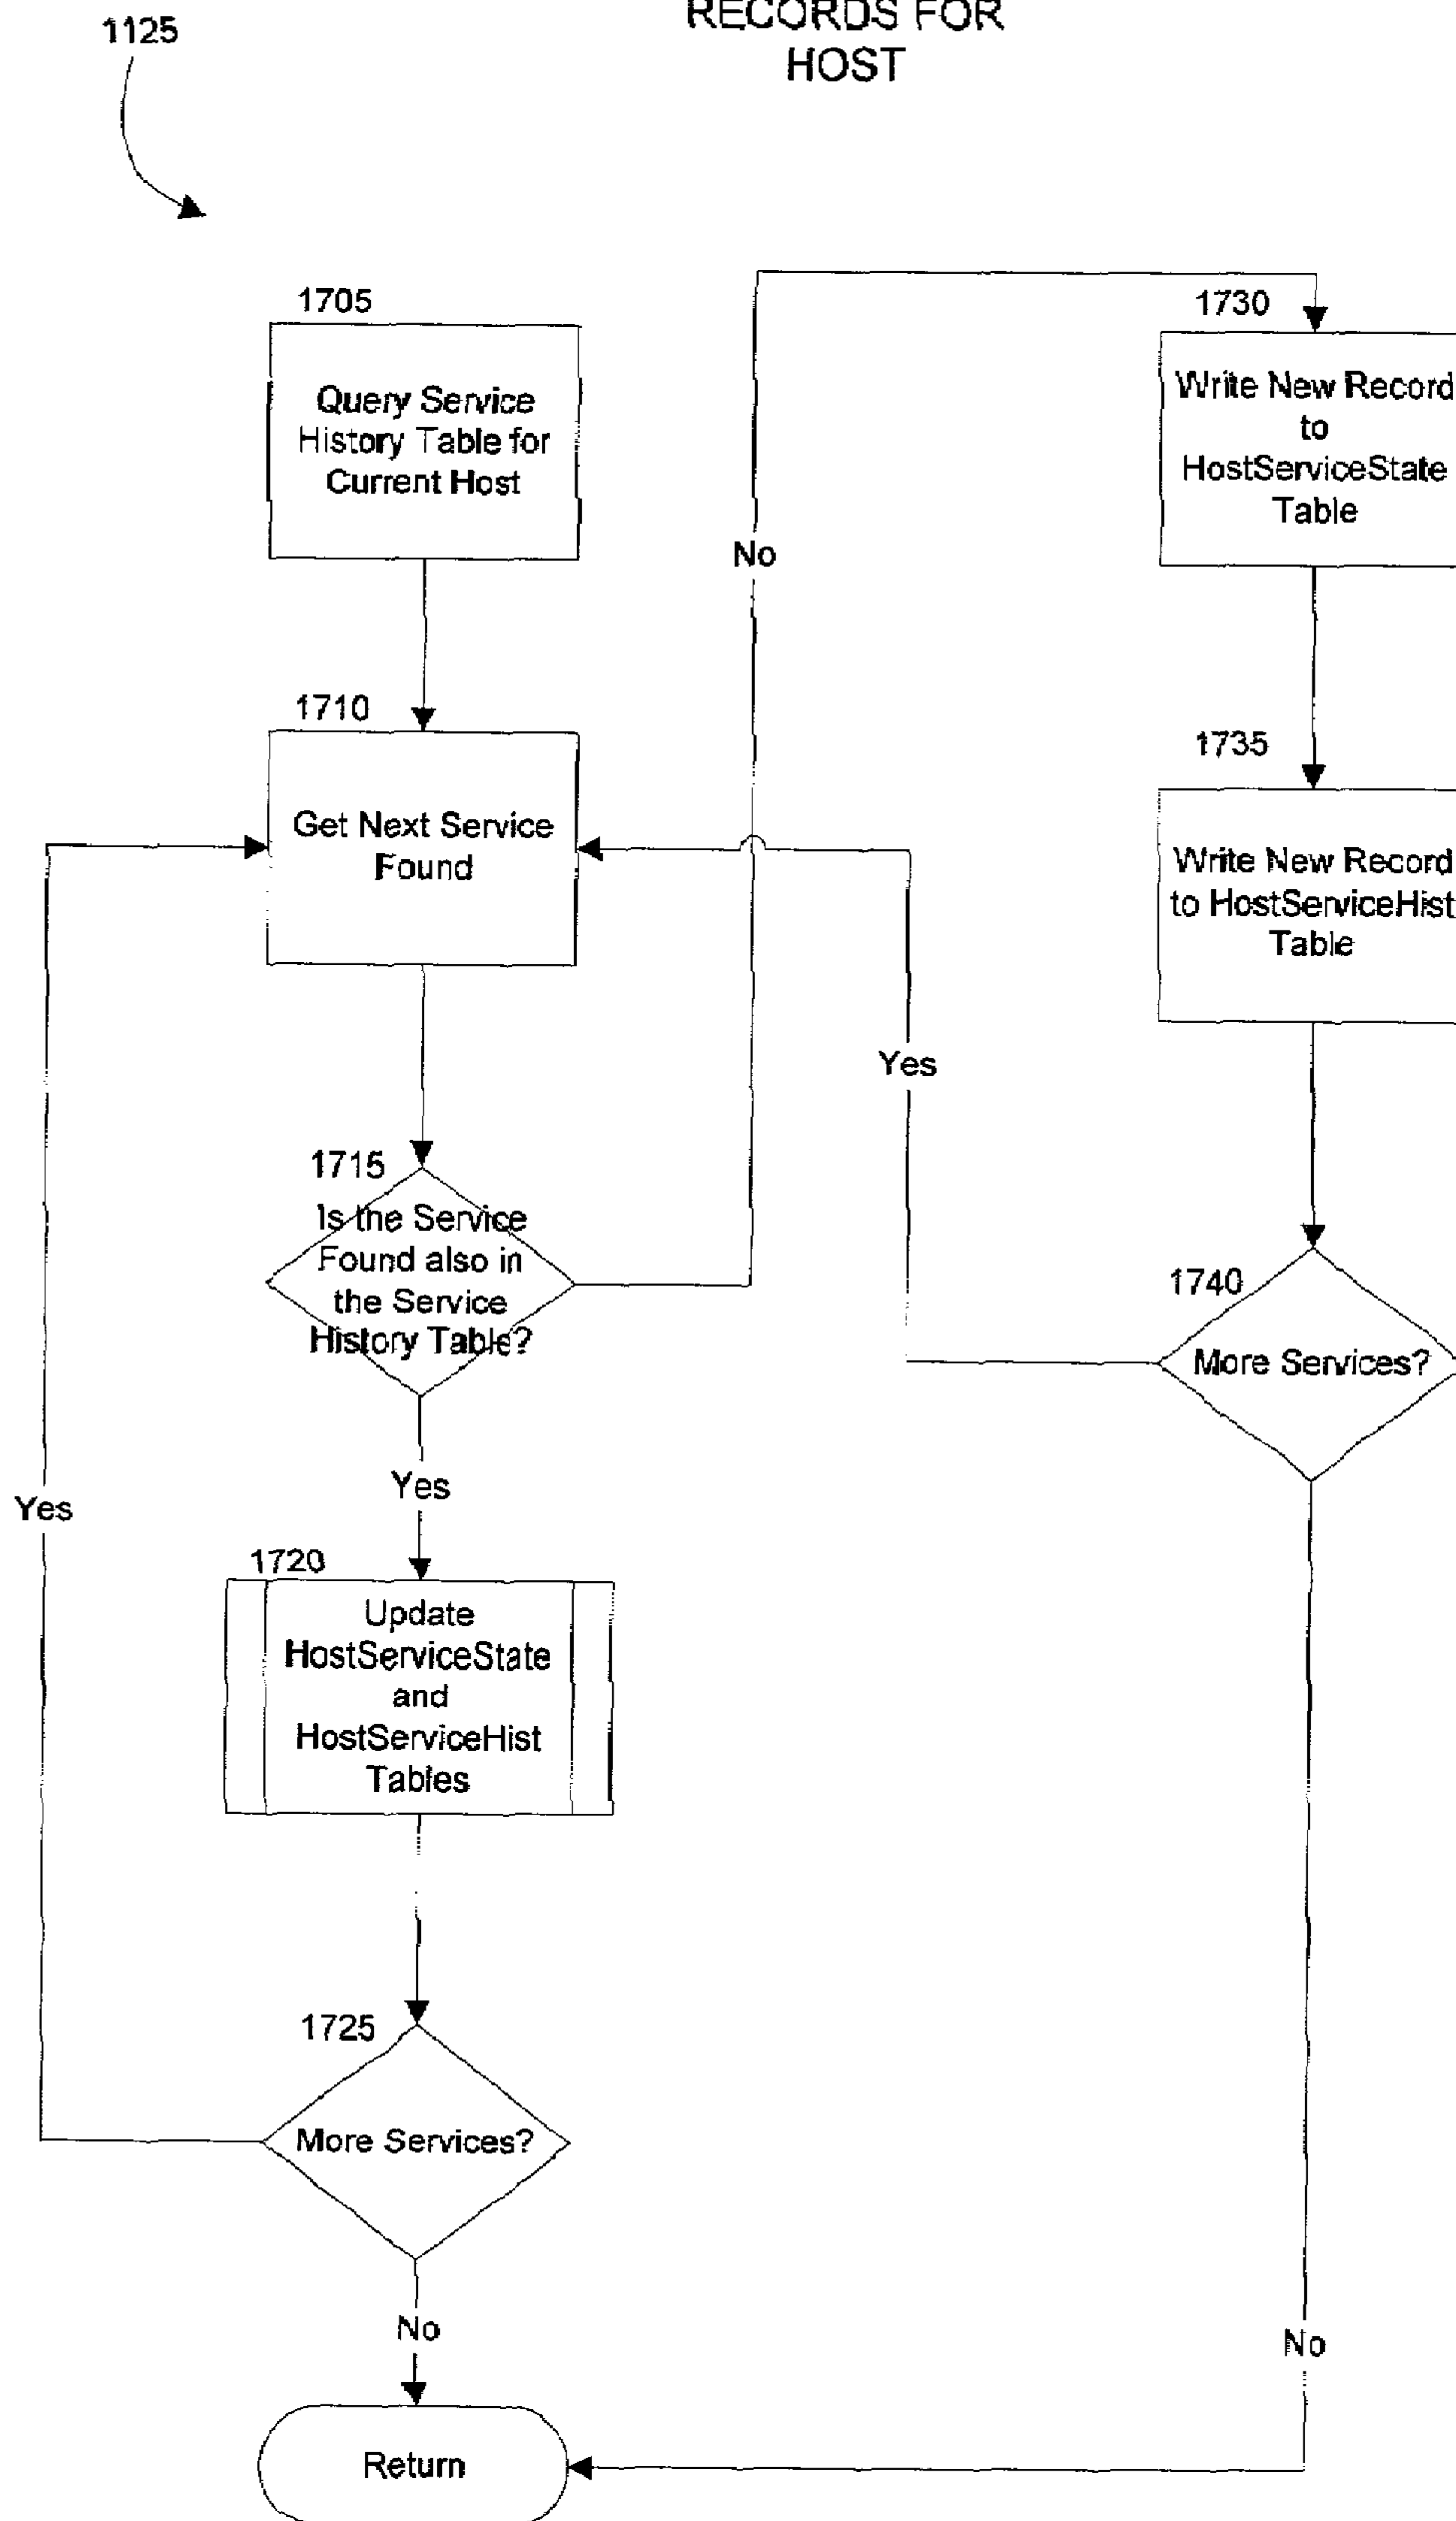 RECORDS FOR
HOST
1125
1705
Query Service
History Table for
Current Host
1710
Get Next Service
Found
1715
Is the Service
Found also in
the Service
History Table?
No
Yes
1720
Update
HostServiceState
and
HostServiceHist
Tables
1725
More Services?
Yes
No
Return
1730
Write New Record
to
HostServiceState
Table
1735
Write New Record
to HostServiceHist
Table
1740
More Services?
Yes
No